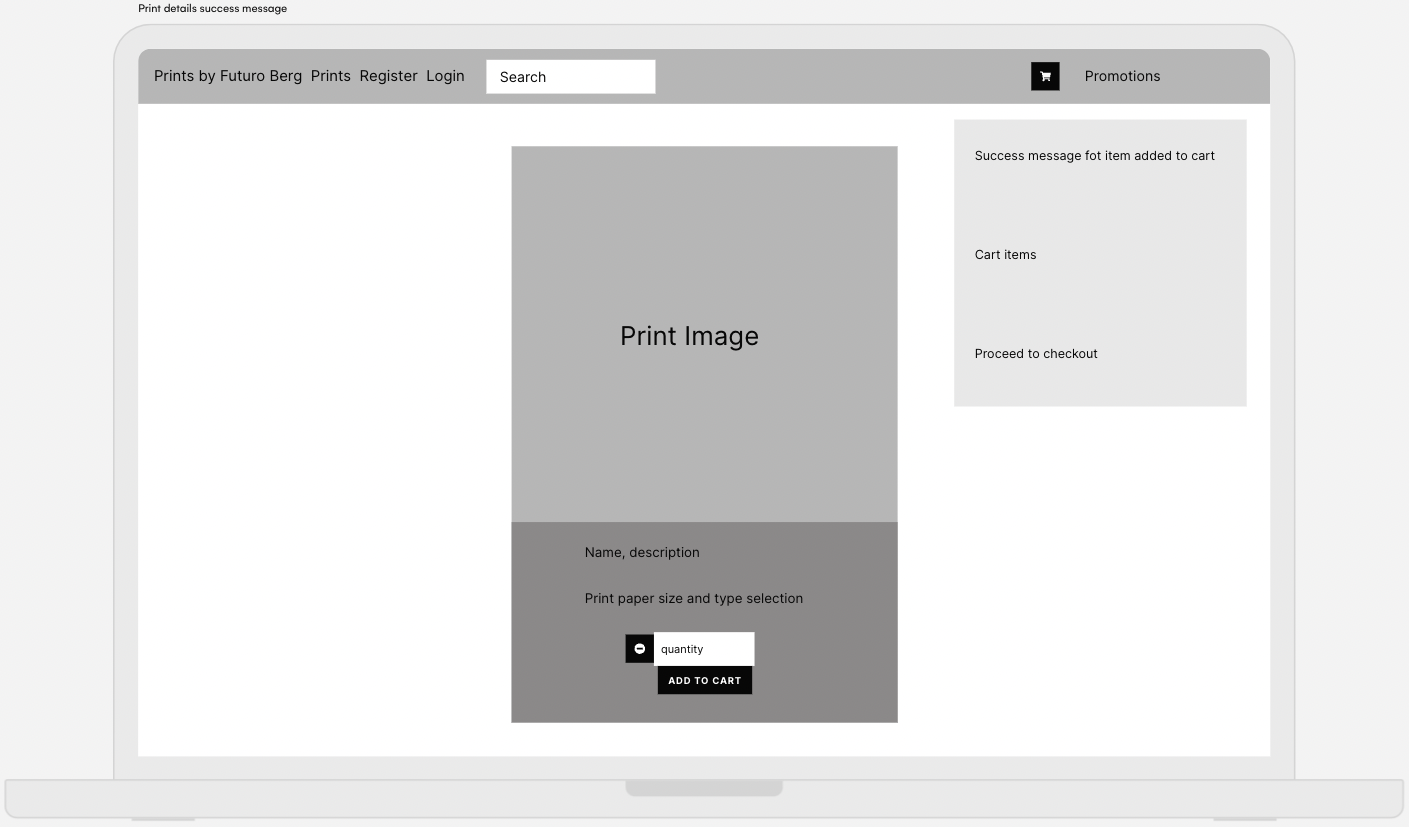 Print details success message
Prints by Futuro Berg Prints Register Login Search Promotions
Success message fot item added to cart
Cart items
Print Image
Proceed to checkout
Name, description
Print paper size and type selection
quantity
ADD TO CART